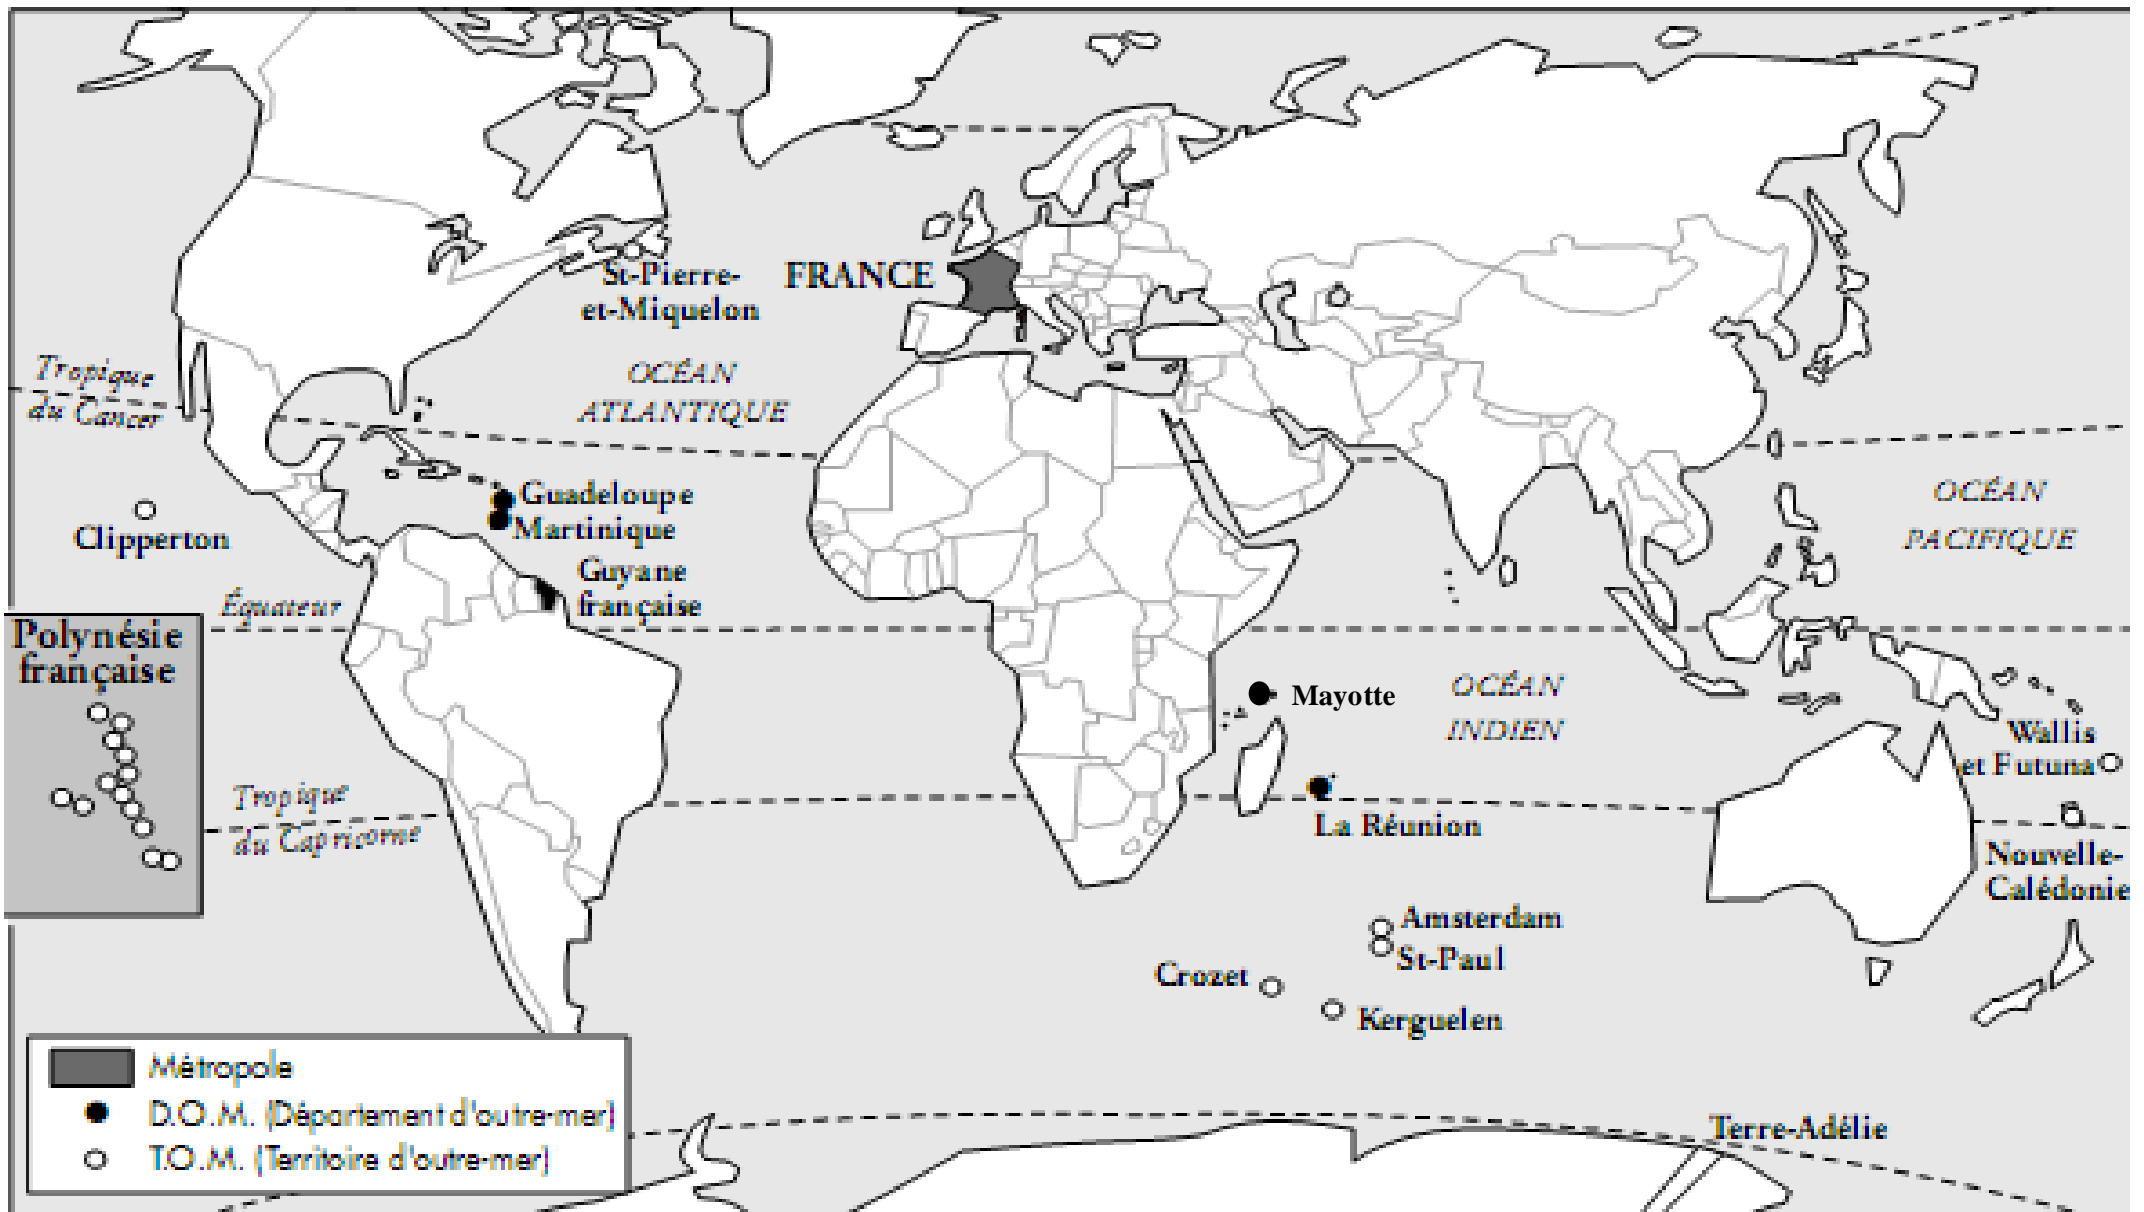 FRANCE
St-Pierre-
et-Miquelon
Tropique
du Cancer
OCÉAN
ATLANTIQUE
Guadeloupe
Martinique
Clipperton
Guyane
française
Équateur
OCÉAN
PACIFIQUE
Polynésie
française
Mayotte
OCÉAN
INDIEN
Wallis
et Futuna
Tropique
du Capricorne
La Réunion
Nouvelle-
Calédonie
Amsterdam
St-Paul
Crozet
Kerguelen
Métropole
D.O.M. (Département d'outre-mer)
T.O.M. (Territoire d'outre-mer)
Terre-Adélie